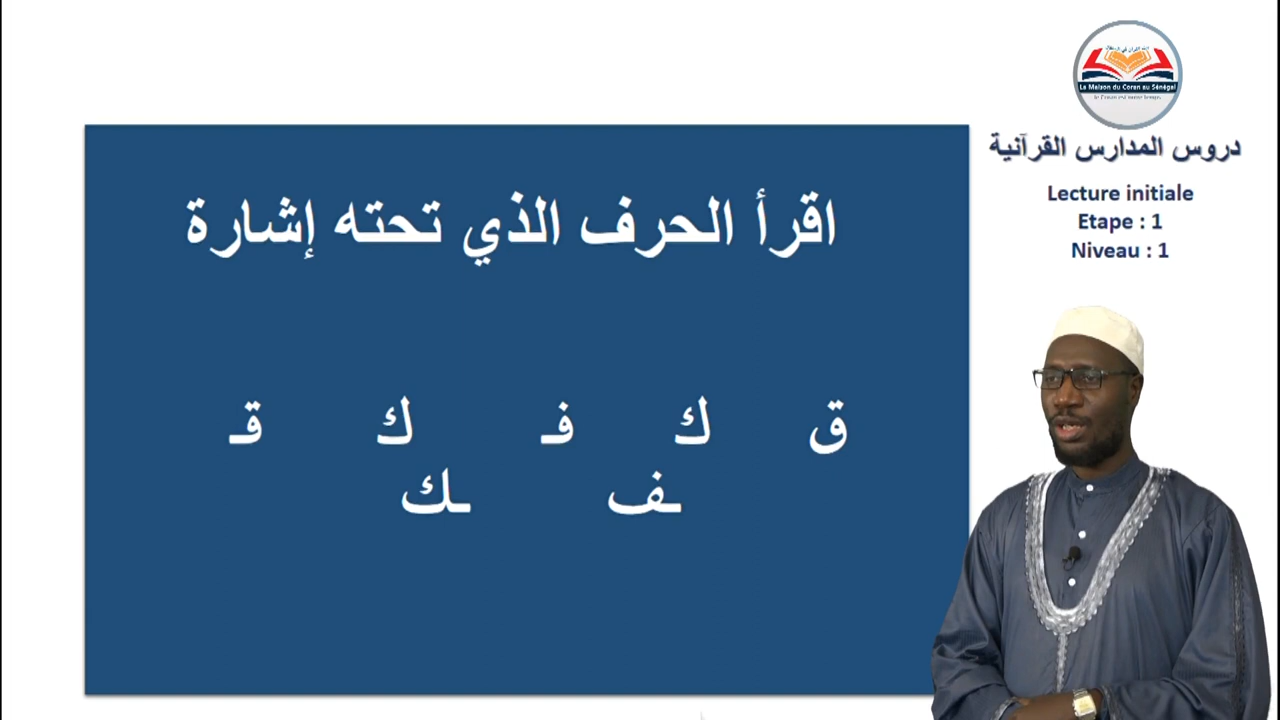 La Maison du Coran au Sénégal
دروس المدارس القرآنية
Lecture initiale
Etape : 1
Niveau : 1
اقرأ الحرف الذي تحته إشارة
ق ك فـ ك قـ
ـف ـك